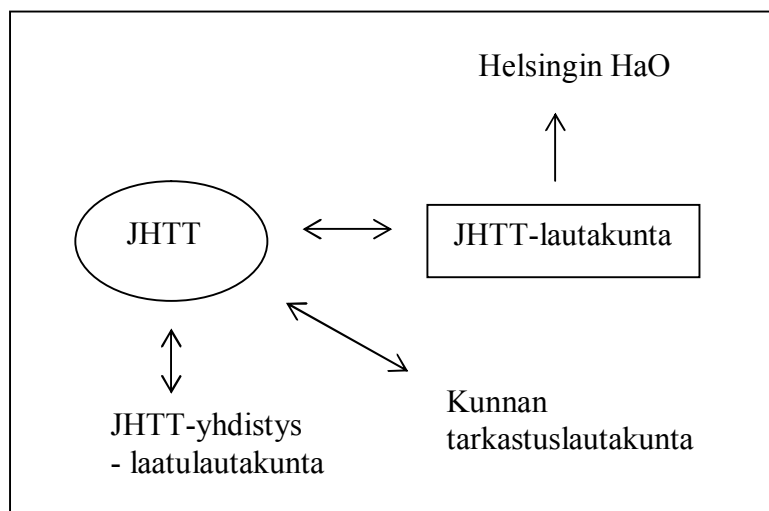 Helsingin HaO
JHTT
JHTT-lautakunta
JHTT-yhdistys
- laatulautakunta
Kunnan
tarkastuslautakunta